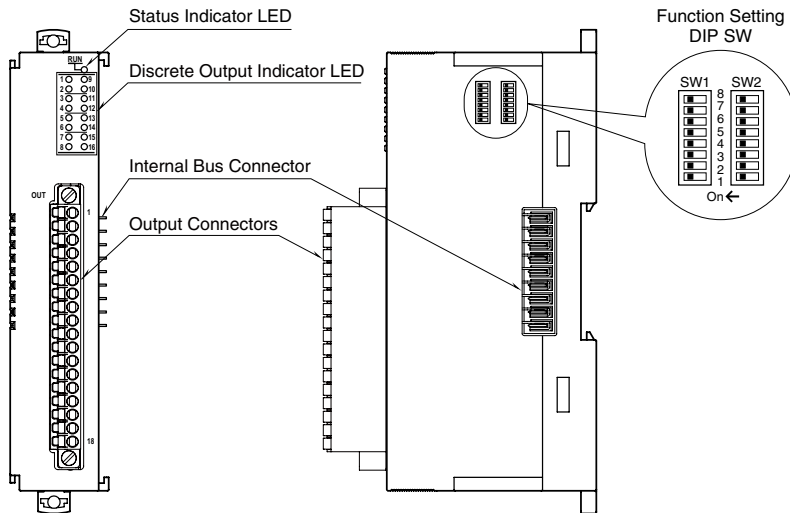 Status Indicator LED
RUN
Discrete Output Indicator LED
1 9
2 10
3 11
4 12
5 13
6 14
7 15
8 16
Internal Bus Connector
OUT
1
Output Connectors
18
Function Setting
DIP SW
SW1 SW2
8
7
6
5
4
3
2
1
On←